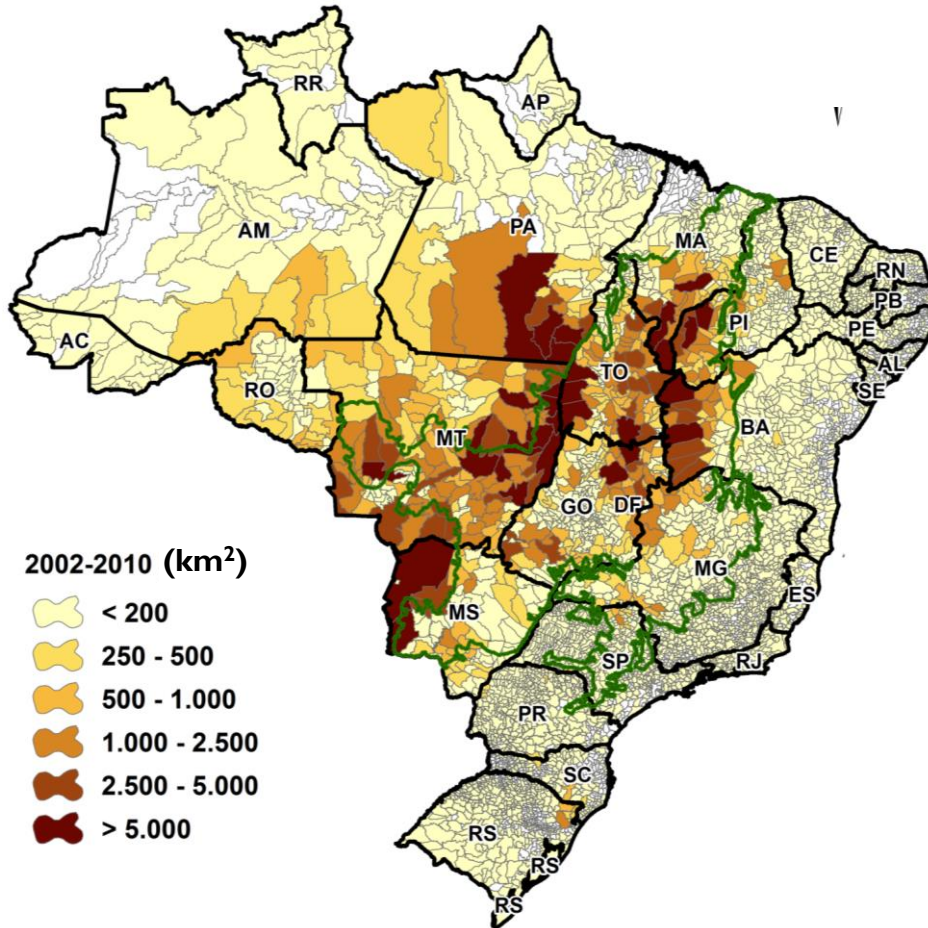 RR
AP
AM
PA
MA
CE
RN
PB
PI
PE
AC
AL
TO
SE
RO
BA
MT
GO
DF
2002-2010 (km²)
MG
< 200
MS
ES
250 - 500
SP
RJ
500 - 1.000
PR
1.000 - 2.500
SC
2.500 - 5.000
> 5.000
RS
RS
RS